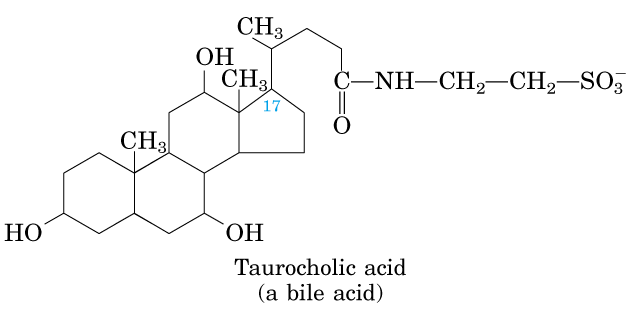 CH₃
OH
CH₃
C—NH—CH₂—CH₂—SO₃⁻
17
O
CH₃
HO
OH
Taurocholic acid
(a bile acid)